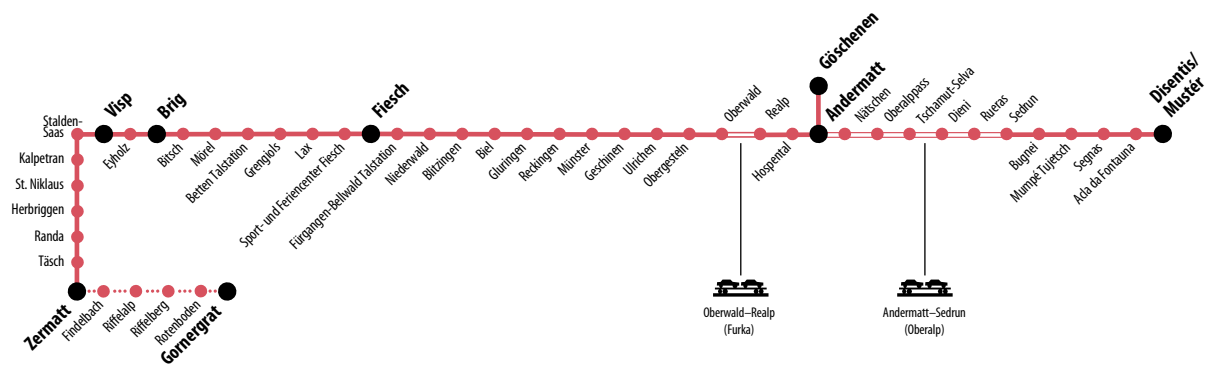 Stalden-
Saas
Kalpetran
St. Niklaus
Herbriggen
Randa
Täsch
Zermatt
Findelbach
Riffelalp
Riffelberg
Rotenboden
Gornergrat
Visp
Eyholz
Brig
Bitsch
Mörel
Betten Talstation
Grengiols
Lax
Sport- und Feriencenter Fiesch
Fiesch
Fürgangen-Bellwald Talstation
Niederwald
Blitzingen
Biel
Gluringen
Reckingen
Münster
Geschinen
Ulrichen
Obergesteln
Oberwald
Realp
Hospental
Göschenen
Andermatt
Nätschen
Oberalppass
Tschamut-Selva
Dieni
Rueras
Sedrun
Bugnei
Mumpé Tujetsch
Segnas
Acla da Fontauna
Disentis/
Mustér
Oberwald–Realp
(Furka)
Andermatt–Sedrun
(Oberalp)